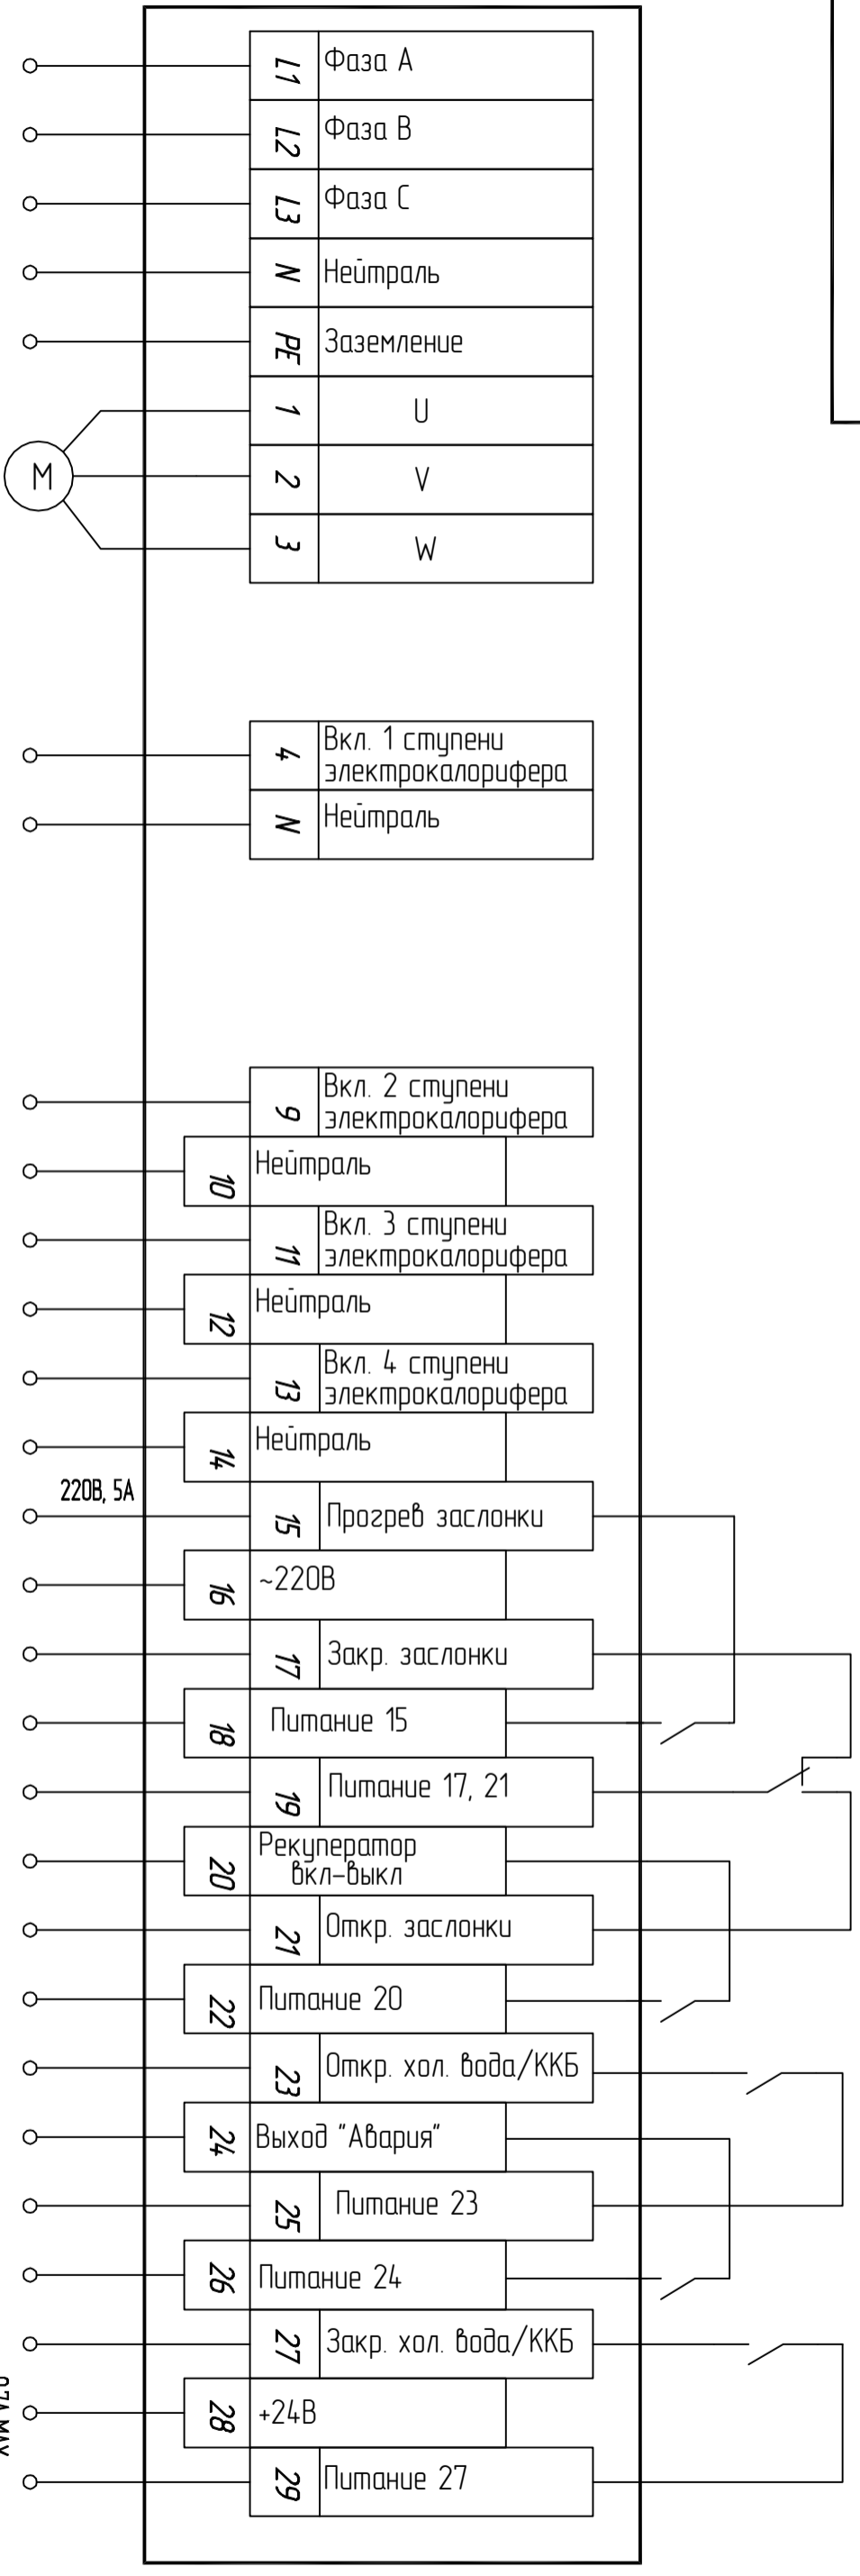 L1 Фаза А
L2 Фаза В
L3 Фаза С
N Нейтраль
PE Заземление
1 U
M
2 V
3 W
4 Вкл. 1 ступени
электрокалорифера
N Нейтраль
9 Вкл. 2 ступени
электрокалорифера
10 Нейтраль
11 Вкл. 3 ступени
электрокалорифера
12 Нейтраль
13 Вкл. 4 ступени
электрокалорифера
14 Нейтраль
220В, 5А
15 Прогрев заслонки
16 ~220В
17 Закр. заслонки
18 Питание 15
19 Питание 17, 21
20 Рекуператор
вкл-выкл
21 Откр. заслонки
22 Питание 20
23 Откр. хол. вода/ККБ
24 Выход "Авария"
25 Питание 23
26 Питание 24
27 Закр. хол. вода/ККБ
28 +24В
29 Питание 27